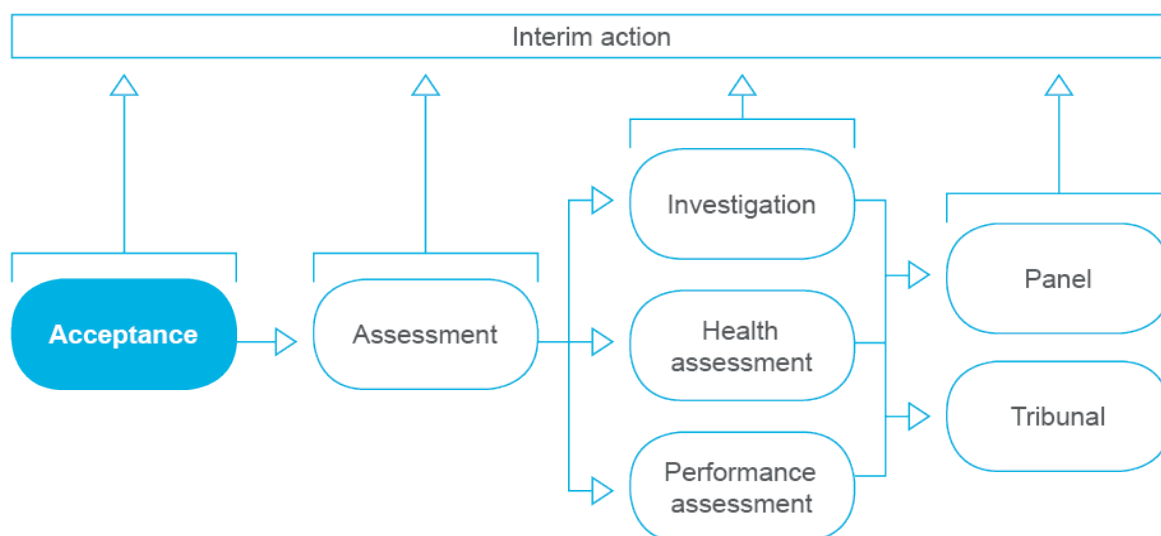 Interim action
Acceptance
Assessment
Investigation
Health
assessment
Performance
assessment
Panel
Tribunal